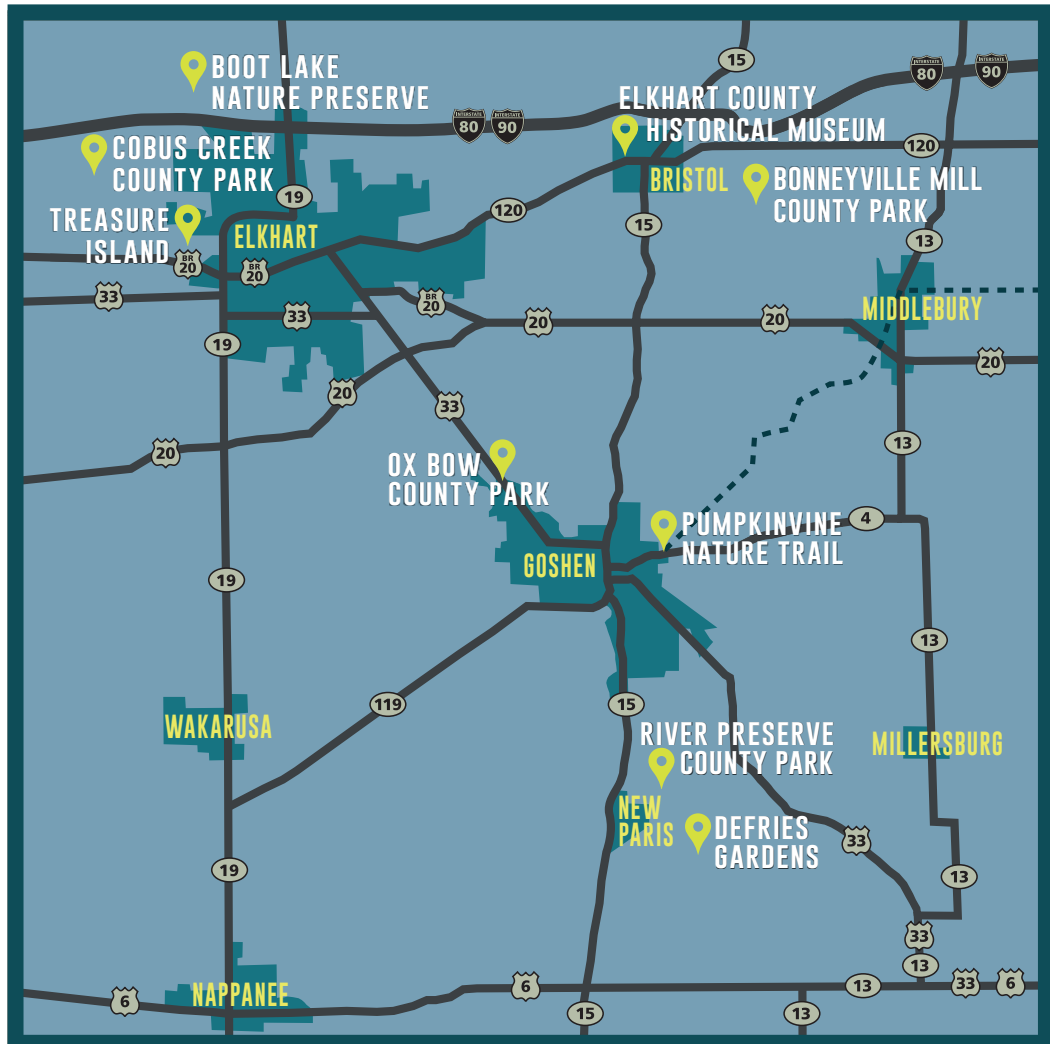 15
INTERSTATE
80
INTERSTATE
90
BOOT LAKE
NATURE PRESERVE
ELKHART COUNTY
HISTORICAL MUSEUM
INTERSTATE
80
INTERSTATE
90
COBUS CREEK
COUNTY PARK
120
BRISTOL
BONNEYVILLE MILL
COUNTY PARK
19
120
15
TREASURE
ISLAND
ELKHART
13
BR
20
BR
20
33
33
BR
20
20
20
MIDDLEBURY
19
20
20
33
20
13
OX BOW
COUNTY PARK
PUMPKINVINE
NATURE TRAIL
4
GOSHEN
19
13
119
15
WAKARUSA
RIVER PRESERVE
COUNTY PARK
MILLERSBURG
NEW
PARIS
DEFRIES
GARDENS
33
19
13
33
13
NAPPANEE
6
6
13
33
6
15
13